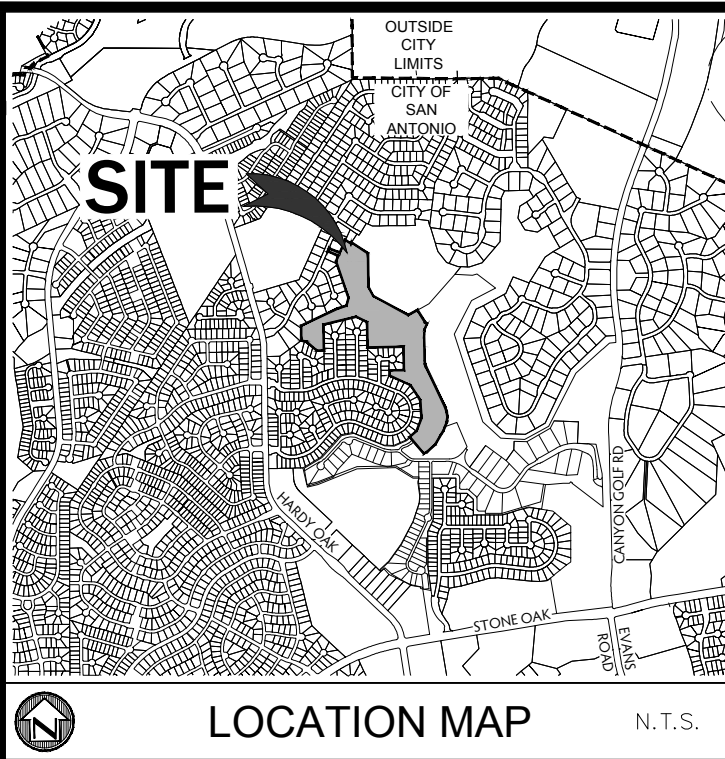 OUTSIDE
CITY
LIMITS
CITY OF
SAN
ANTONIO
SITE
CANYON GOLF RD
HARDY OAK
STONE OAK
EVANS
ROAD
N
LOCATION MAP
N.T.S.